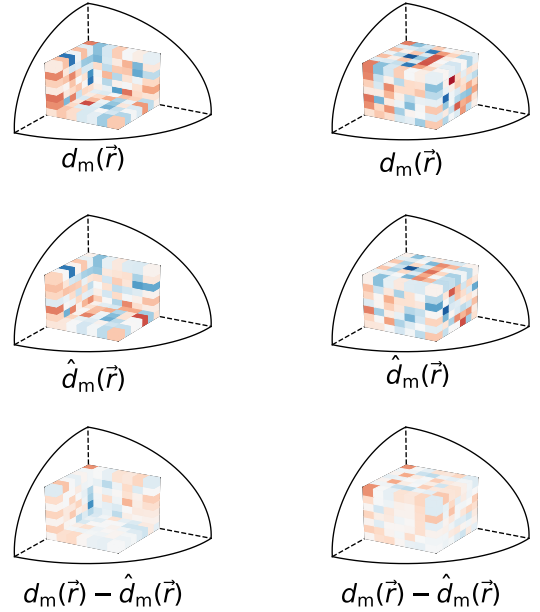 d_m(r⃗)
d_m(r⃗)
d̂_m(r⃗)
d̂_m(r⃗)
d_m(r⃗) − d̂_m(r⃗)
d_m(r⃗) − d̂_m(r⃗)